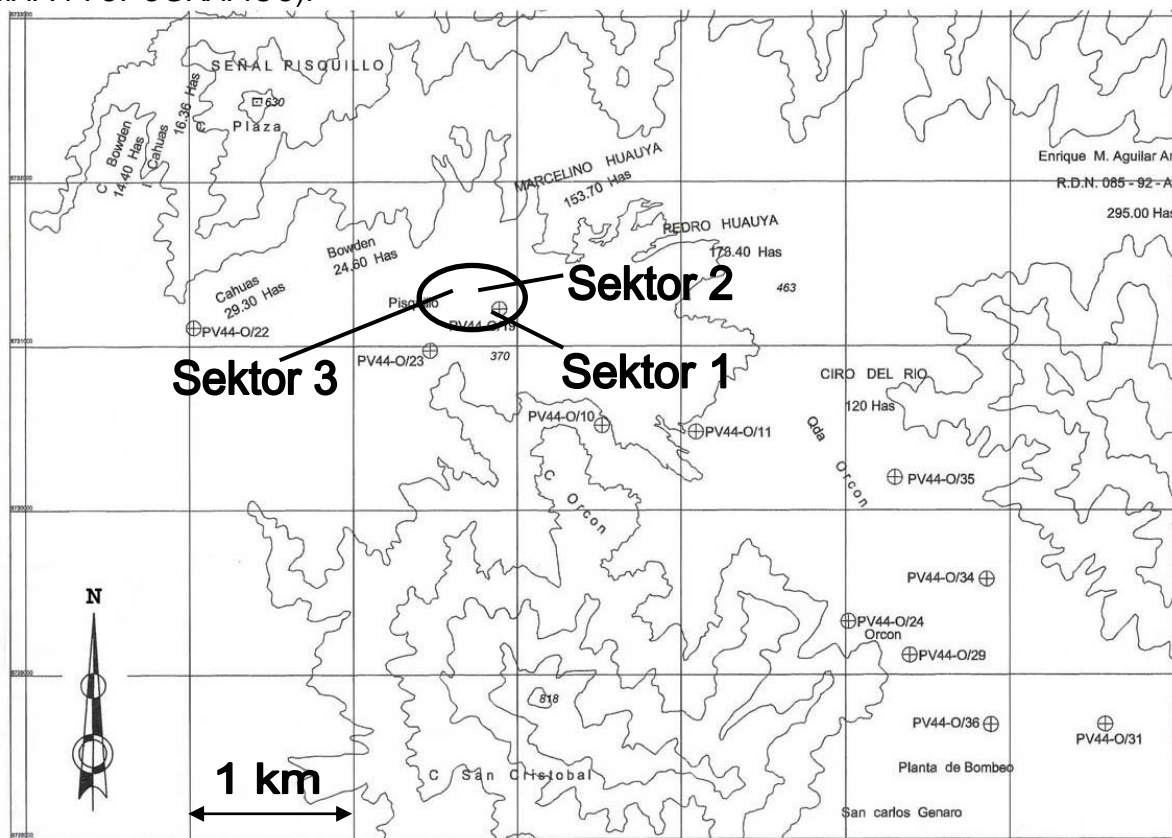 SEÑAL PISQUILLO
630
C Plaza
16.36 Has
I Cahuas
C Bowden
14.40 Has
MARCELINO HUAUYA
153.70 Has
Enrique M. Aguilar
R.D.N. 085 - 92 - A
295.00 Has
PEDRO HUAUYA
178.40 Has
Bowden
24.60 Has
Cahuas
29.30 Has
Sektor 2
463
Pisquillo
PV44-O/19
PV44-O/22
PV44-O/23
370
Sektor 3
Sektor 1
CIRO DEL RIO
120 Has
PV44-O/10
PV44-O/11
Qda Orcon
C Orcon
PV44-O/35
PV44-O/34
N
PV44-O/24
Orcon
PV44-O/29
818
PV44-O/36
PV44-O/31
1 km
C San Cristobal
Planta de Bombeo
San carlos Genaro
8732000
8731000
8730000
8729000